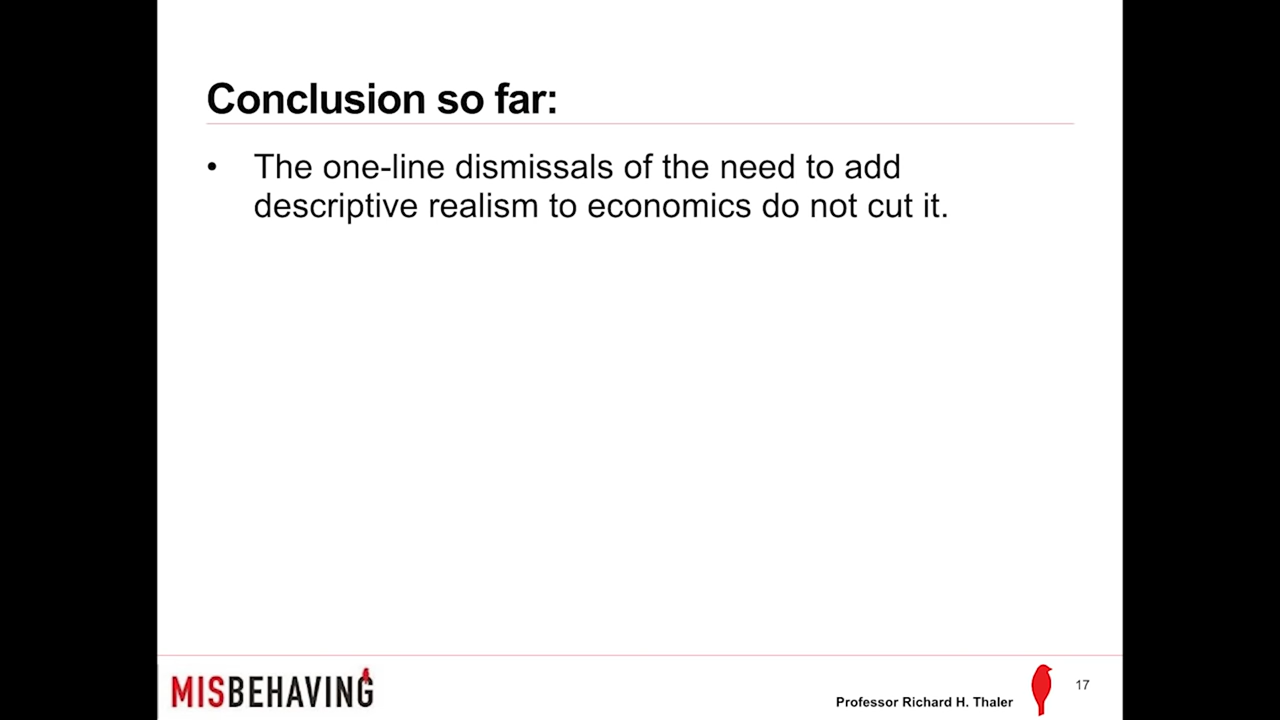 Conclusion so far:
• The one-line dismissals of the need to add
descriptive realism to economics do not cut it.
MISBEHAVING
Professor Richard H. Thaler
17